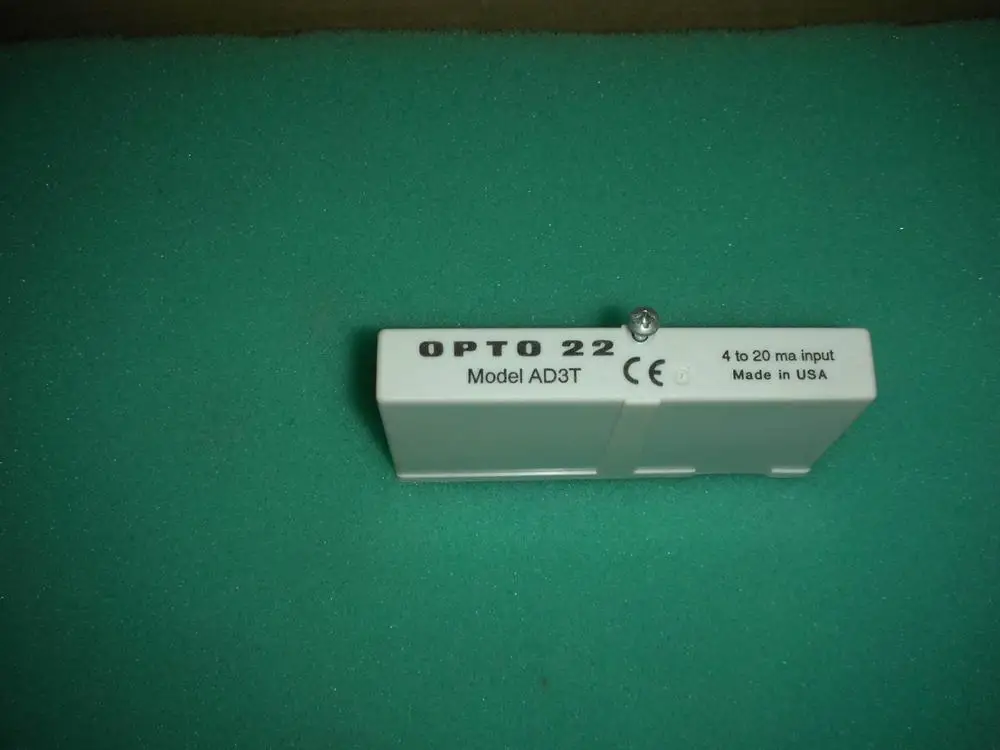 OPTO 22
Model AD3T
CE
4 to 20 ma input
Made in USA